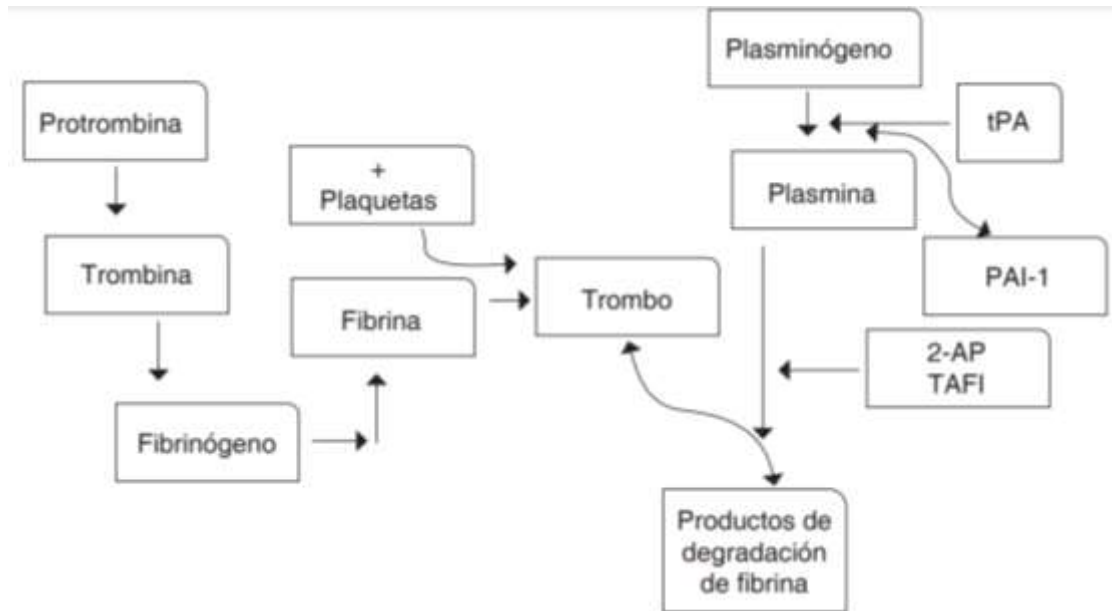 Plasminógeno
Protrombina
tPA
+
Plaquetas
Plasmina
Trombina
PAI-1
Fibrina
Trombo
2-AP
TAFI
Fibrinógeno
Productos de
degradación
de fibrina